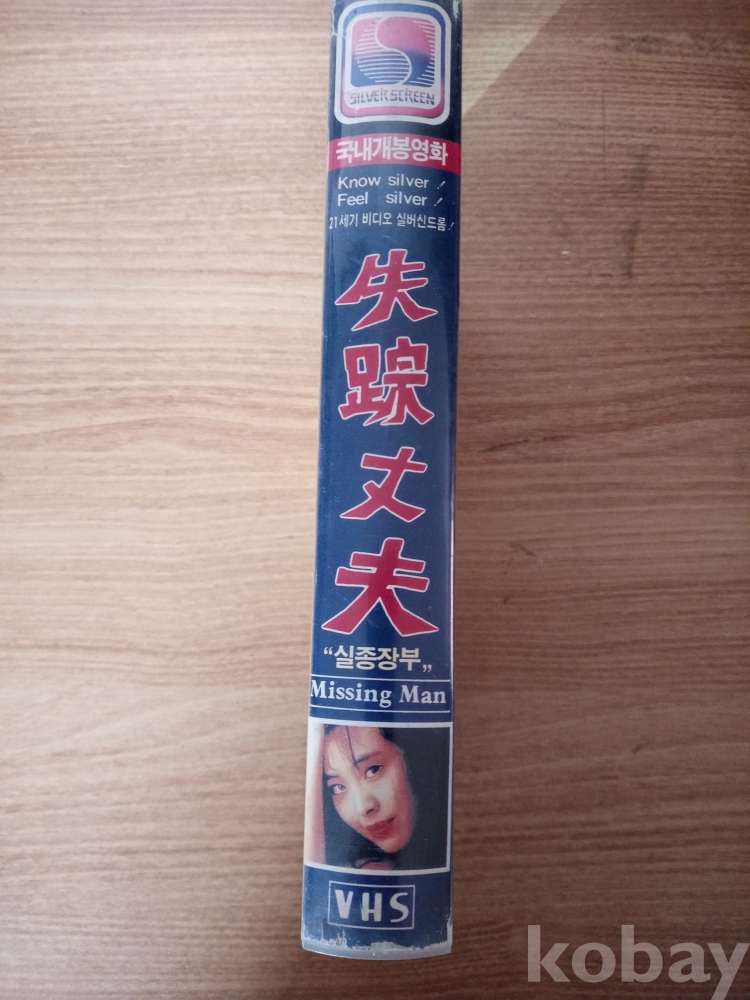 SILVER SCREEN
국내개봉영화
Know silver !
Feel silver !
21세기 비디오 실버신드롬!
失踪丈夫
“실종장부„
Missing Man
VHS
kobay